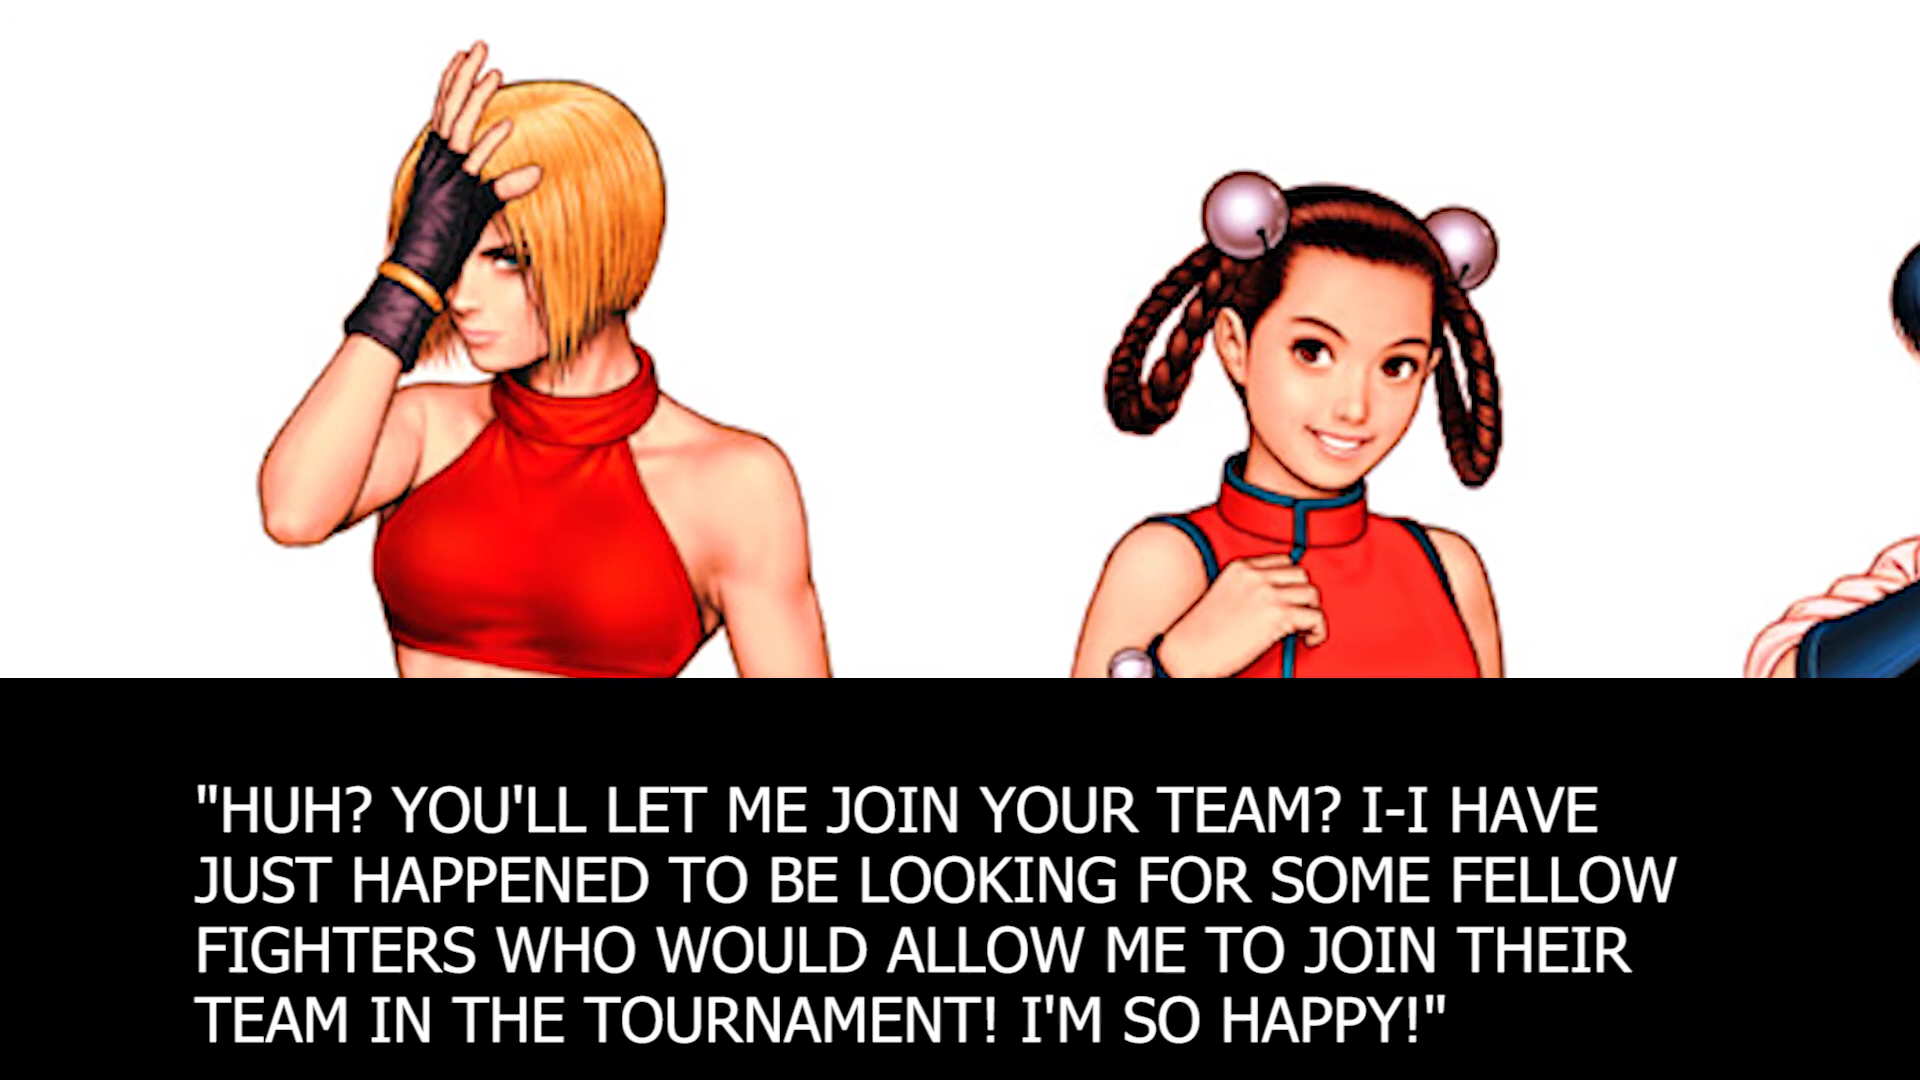 "HUH? YOU'LL LET ME JOIN YOUR TEAM? I-I HAVE
JUST HAPPENED TO BE LOOKING FOR SOME FELLOW
FIGHTERS WHO WOULD ALLOW ME TO JOIN THEIR
TEAM IN THE TOURNAMENT! I'M SO HAPPY!"